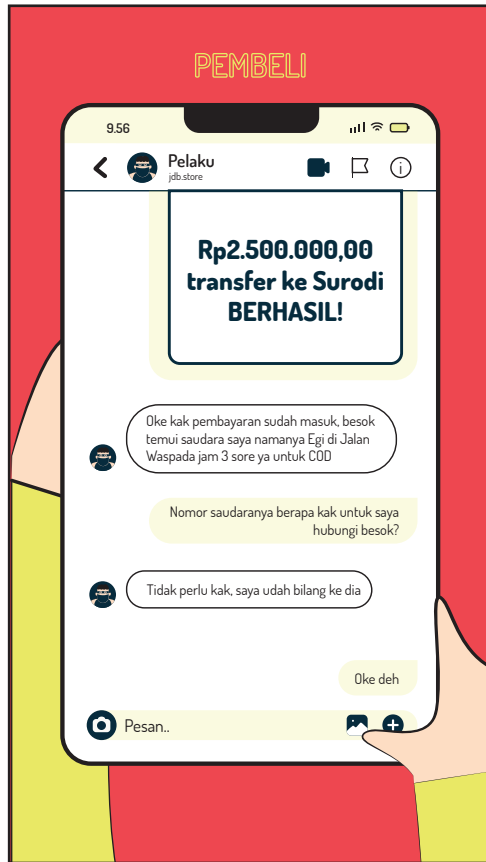 PEMBELI
9.56
Pelaku
jdb.store
Rp2.500.000,00
transfer ke Surodi
BERHASIL!
Oke kak pembayaran sudah masuk, besok
temui saudara saya namanya Egi di Jalan
Waspada jam 3 sore ya untuk COD
Nomor saudaranya berapa kak untuk saya
hubungi besok?
Tidak perlu kak, saya udah bilang ke dia
Oke deh
Pesan..